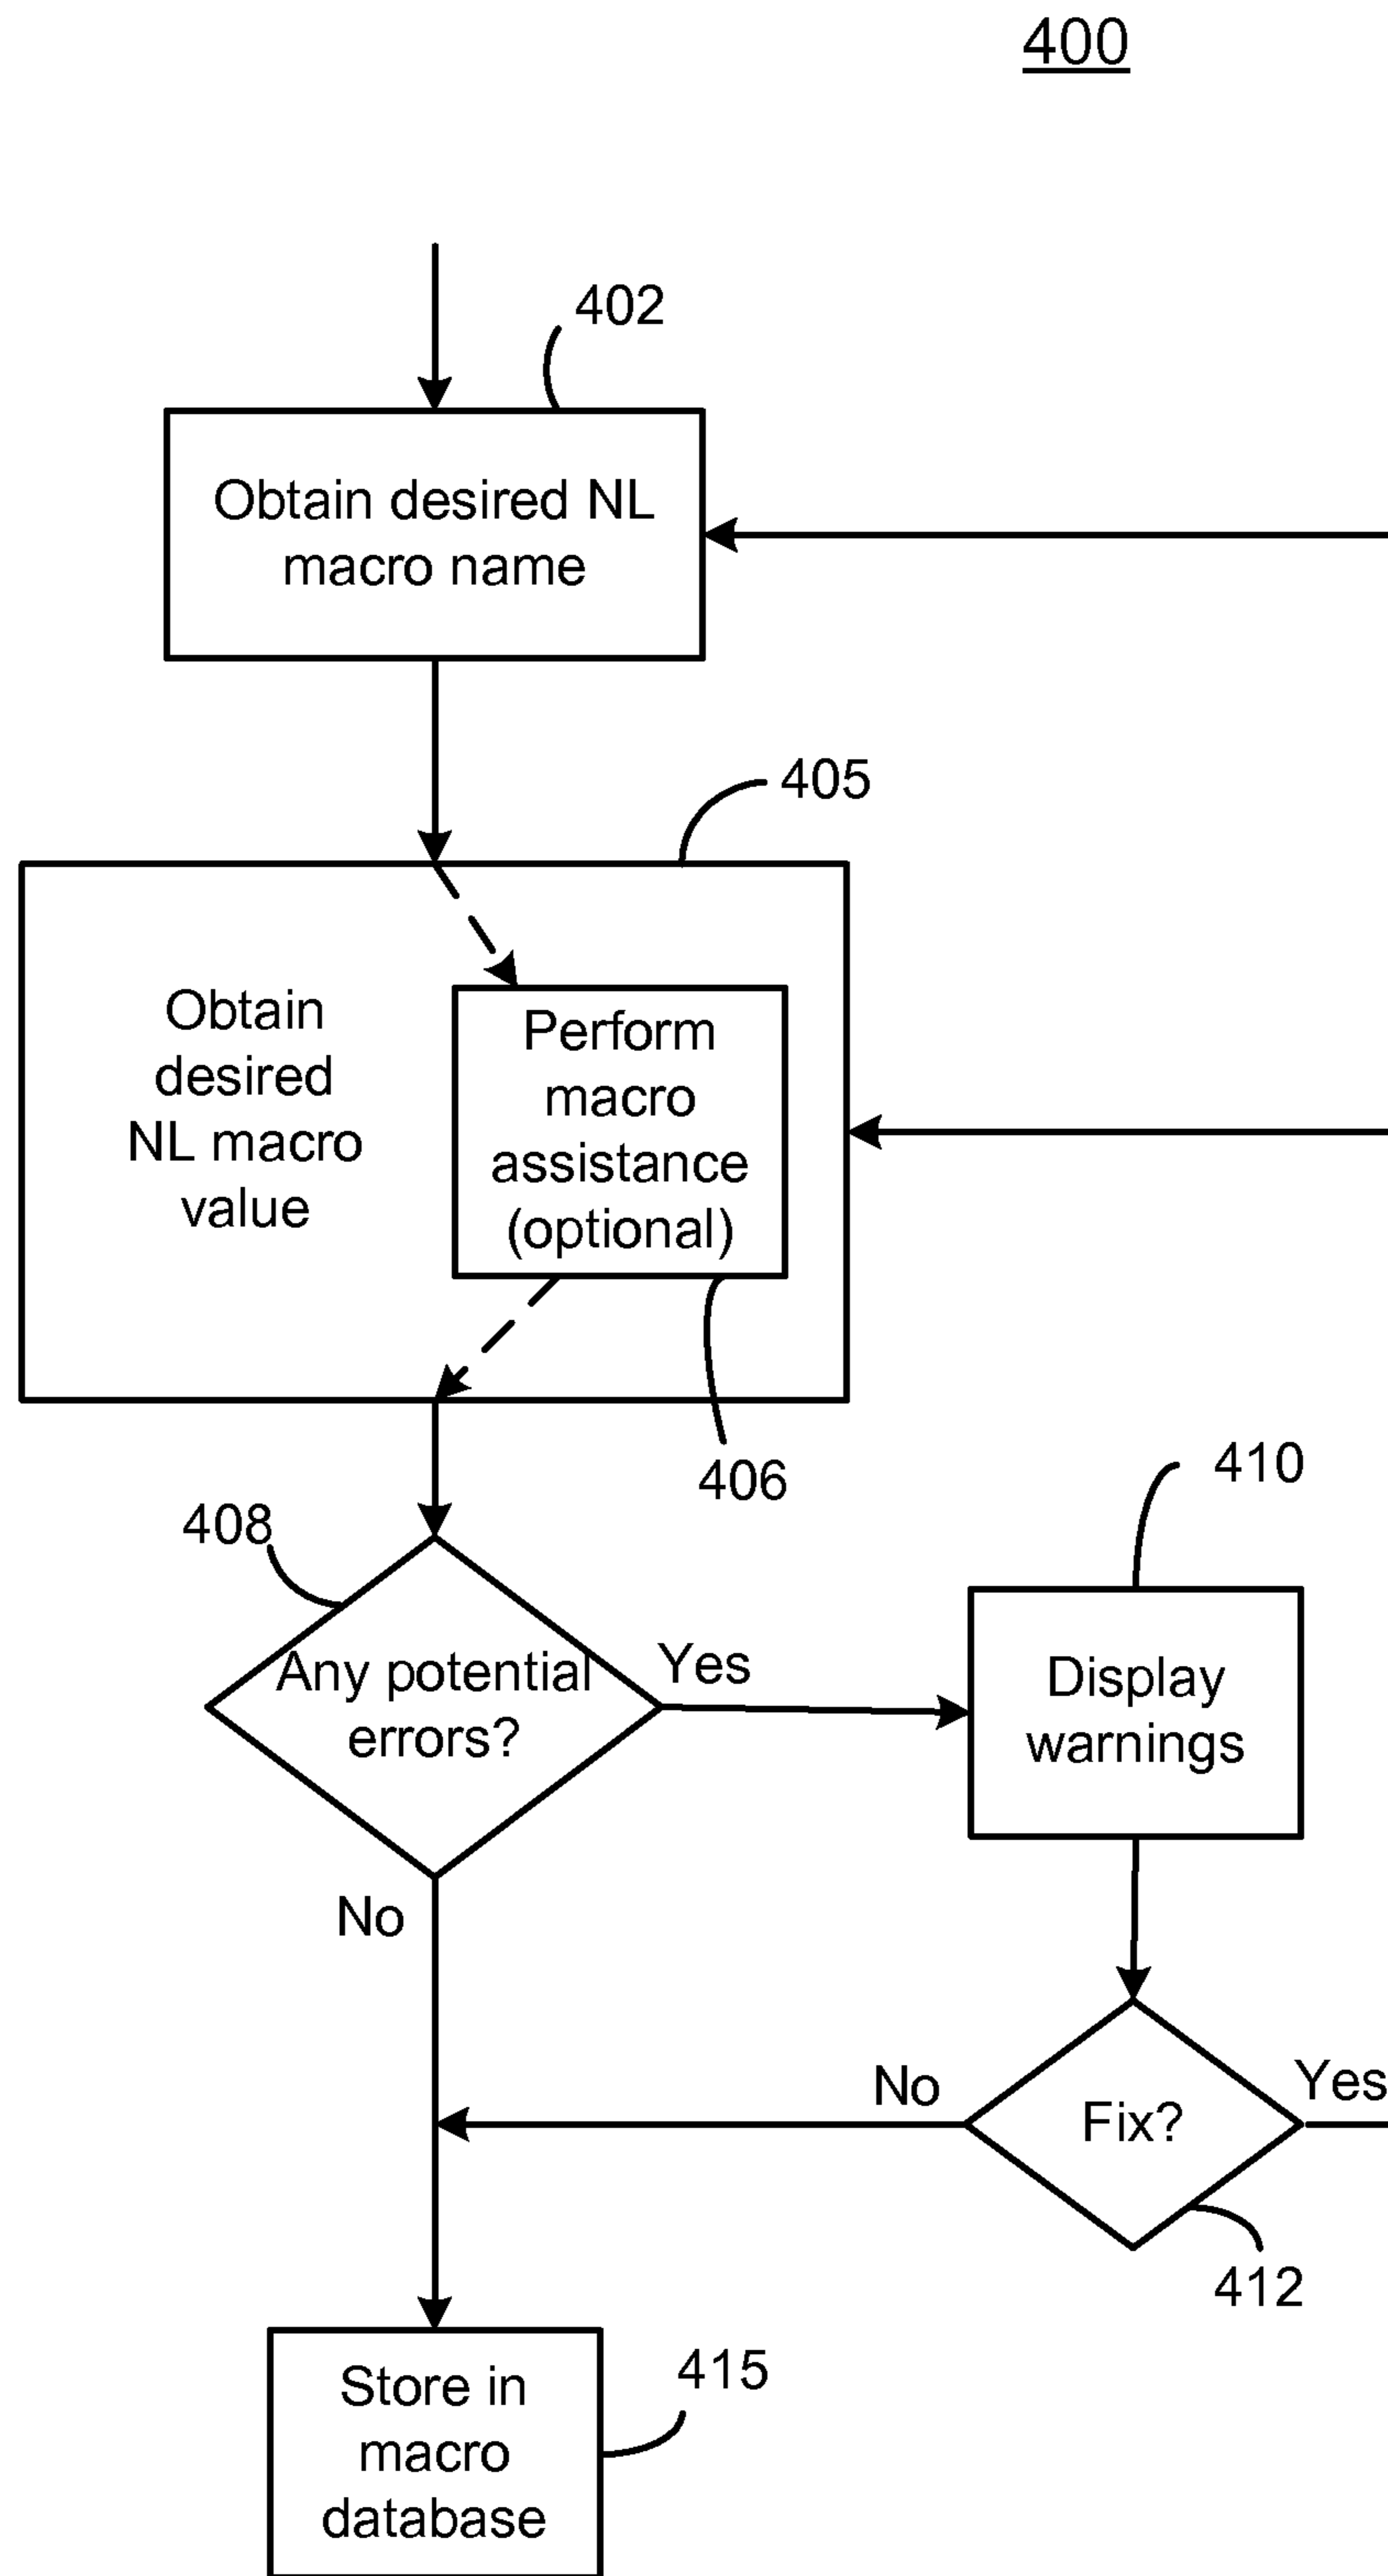 400
402
Obtain desired NL
macro name
405
Obtain
desired
NL macro
value
Perform
macro
assistance
(optional)
406
410
408
Any potential
errors?
Yes
Display
warnings
No
No
Fix?
Yes
412
Store in
macro
database
415